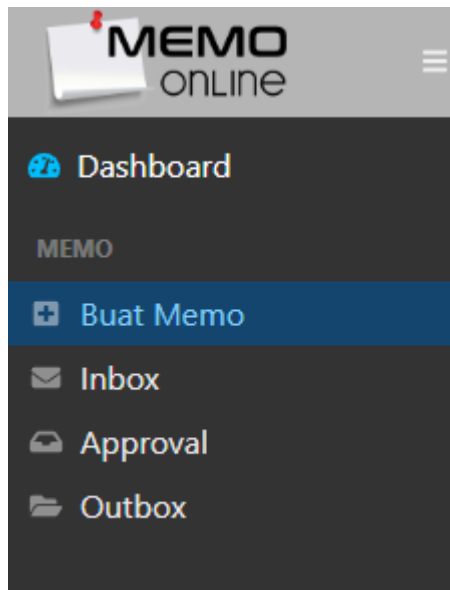 MEMO
ONLINE
Dashboard
MEMO
Buat Memo
Inbox
Approval
Outbox